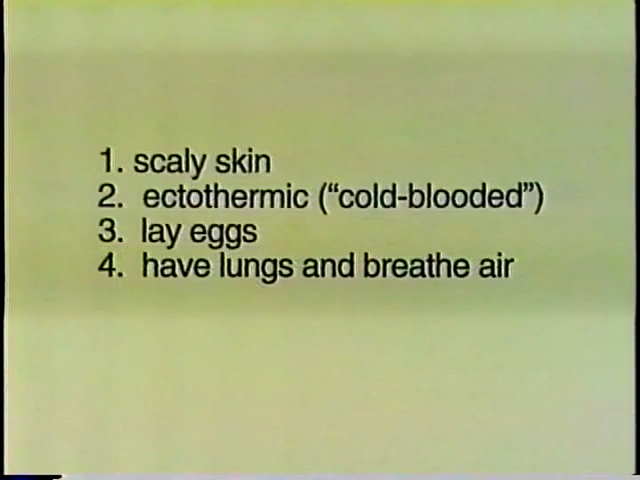 1. scaly skin
2. ectothermic (“cold-blooded”)
3. lay eggs
4. have lungs and breathe air